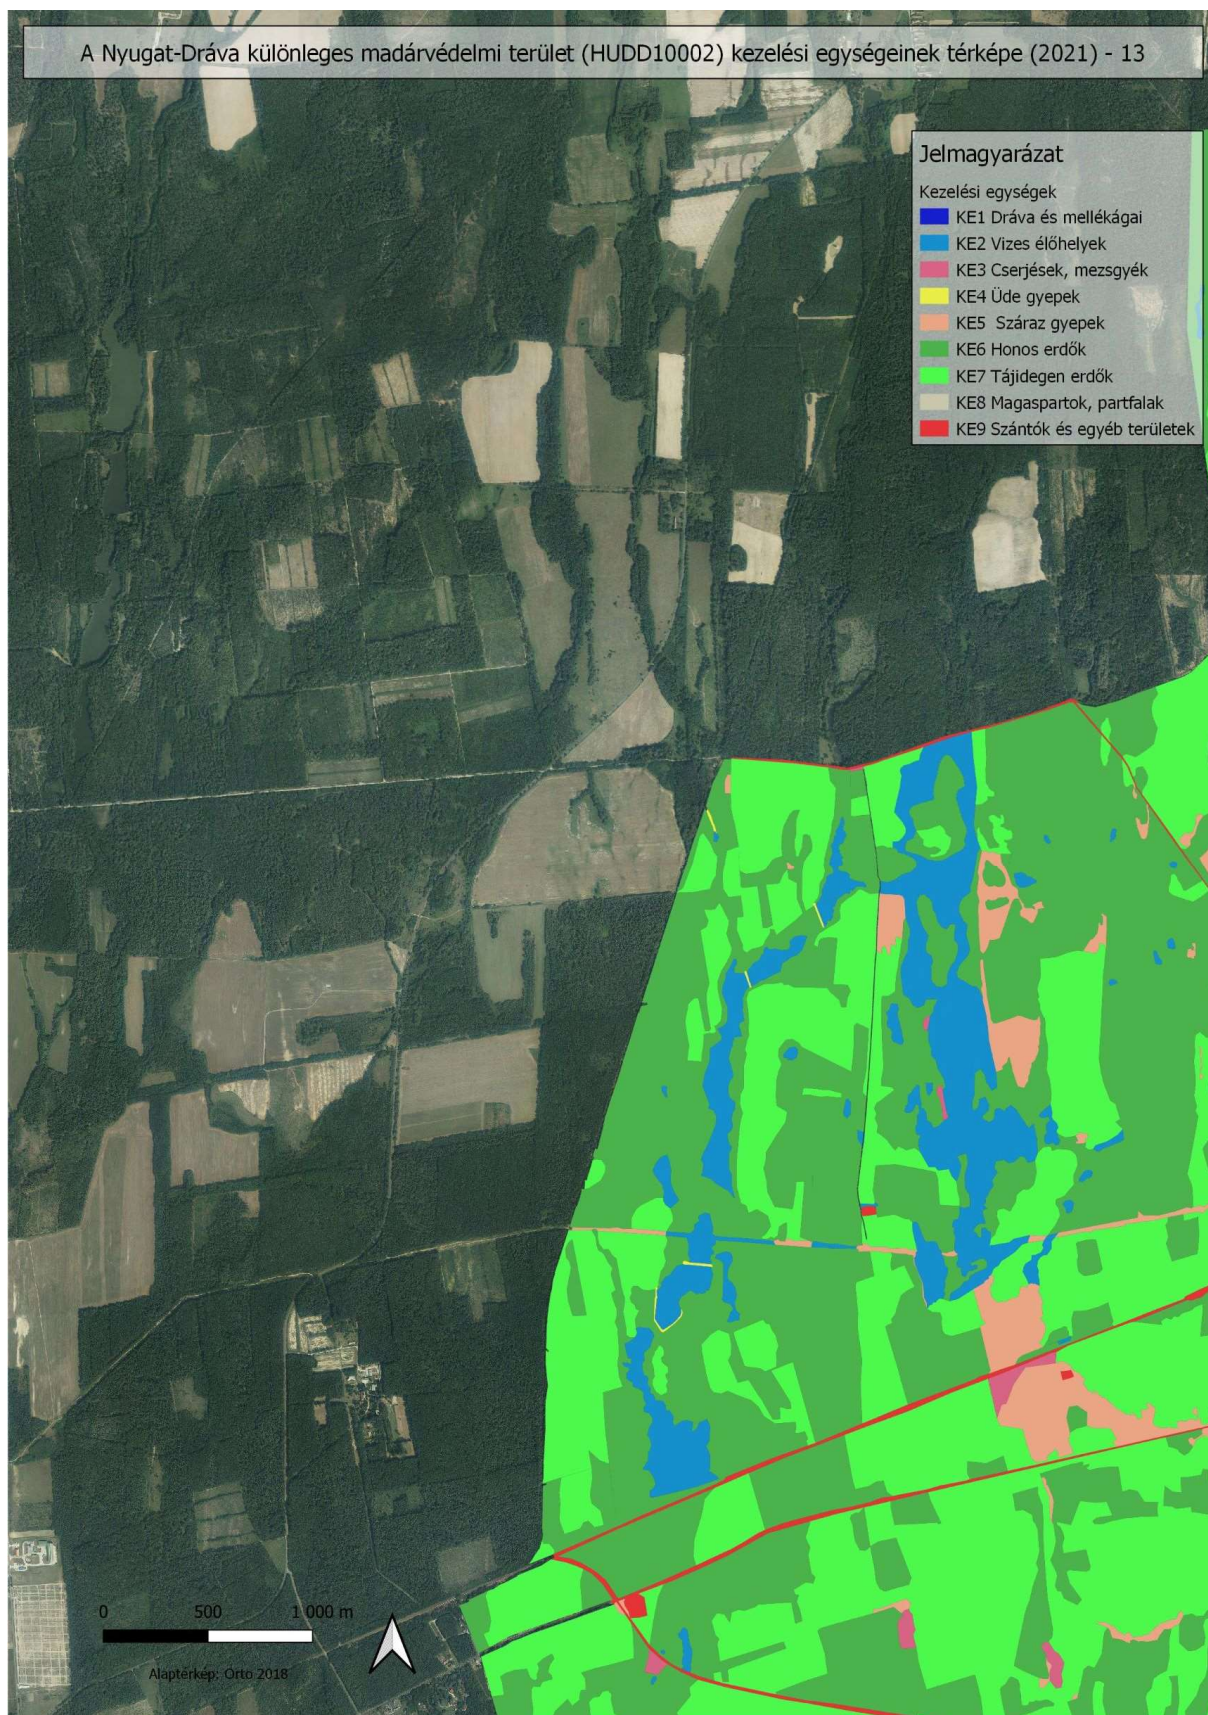 A Nyugat-Dráva különleges madárvédelmi terület (HUDD10002) kezelési egységeinek térképe (2021) - 13
Jelmagyarázat
Kezelési egységek
KE1 Dráva és mellékágai
KE2 Vizes élőhelyek
KE3 Cserjések, mezsgyék
KE4 Üde gyepek
KE5 Száraz gyepek
KE6 Honos erdők
KE7 Tájidegen erdők
KE8 Magaspartok, partfalak
KE9 Szántók és egyéb területek
0 500 1 000 m
Alaptérkép: Orto 2018